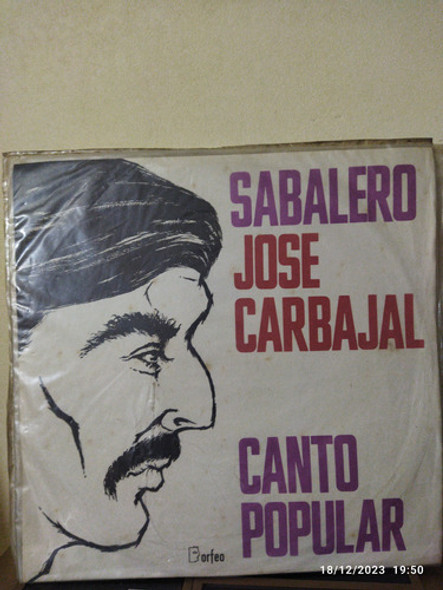 SABALERO
JOSE
CARBAJAL
CANTO
POPULAR
orfeo
18/12/2023 19:50